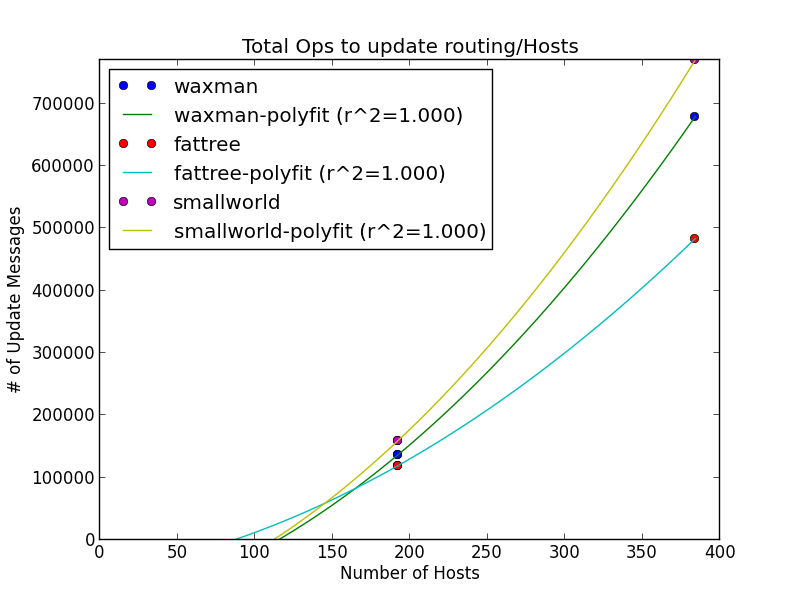 Total Ops to update routing/Hosts
waxman
waxman-polyfit (r^2=1.000)
fattree
fattree-polyfit (r^2=1.000)
smallworld
smallworld-polyfit (r^2=1.000)
# of Update Messages
700000
600000
500000
400000
300000
200000
100000
0
0 50 100 150 200 250 300 350 400
Number of Hosts